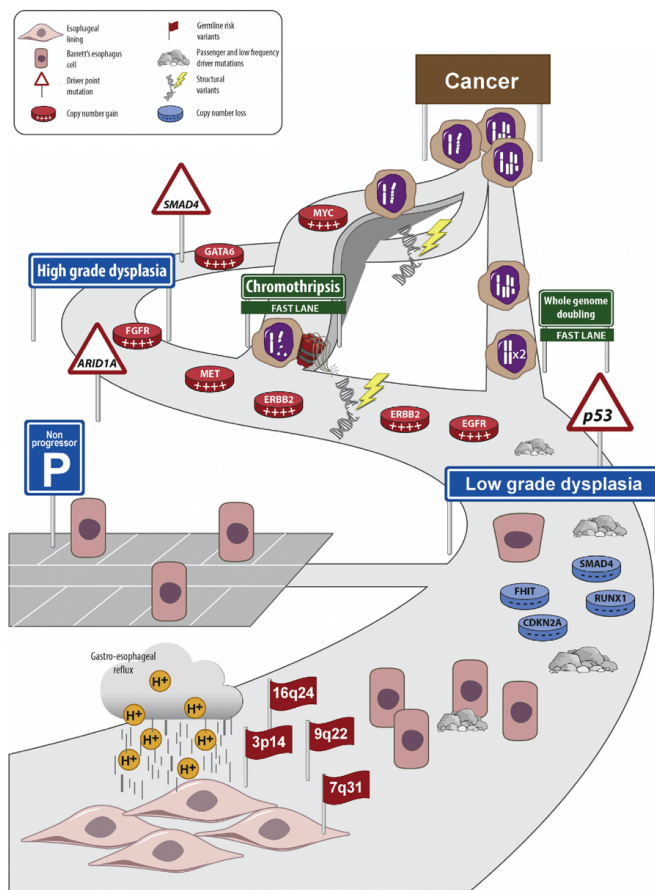 Esophageal
lining
Barrett's esophagus
cell
Driver point
mutation
Copy number gain
Germline risk
variants
Passenger and low frequency
driver mutations
Structural
variants
Copy number loss
Cancer
SMAD4
MYC
GATA6
High grade dysplasia
Chromothripsis
FAST LANE
Whole genome
doubling
FAST LANE
FGFR
x2
ARID1A
MET
ERBB2
ERBB2
EGFR
p53
Non
progressor
P
Low grade dysplasia
SMAD4
FHIT
RUNX1
CDKN2A
Gastro-esophageal
reflux
H+
H+
H+
H+
H+
H+
H+
16q24
3p14
9q22
7q31